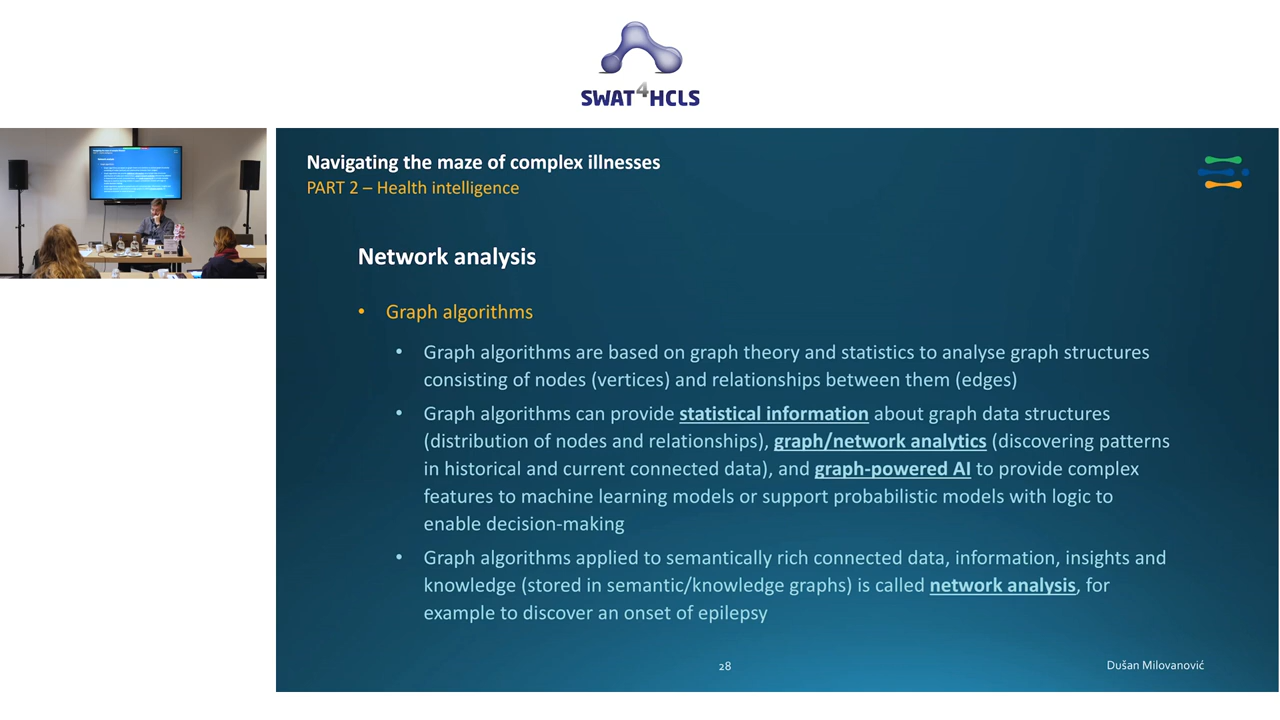 SWAT4HCLS
Navigating the maze of complex illnesses
PART 2 – Health intelligence
Network analysis
• Graph algorithms
• Graph algorithms are based on graph theory and statistics to analyse graph structures
consisting of nodes (vertices) and relationships between them (edges)
• Graph algorithms can provide statistical information about graph data structures
(distribution of nodes and relationships), graph/network analytics (discovering patterns
in historical and current connected data), and graph-powered AI to provide complex
features to machine learning models or support probabilistic models with logic to
enable decision-making
• Graph algorithms applied to semantically rich connected data, information, insights and
knowledge (stored in semantic/knowledge graphs) is called network analysis, for
example to discover an onset of epilepsy
28
Dušan Milovanović